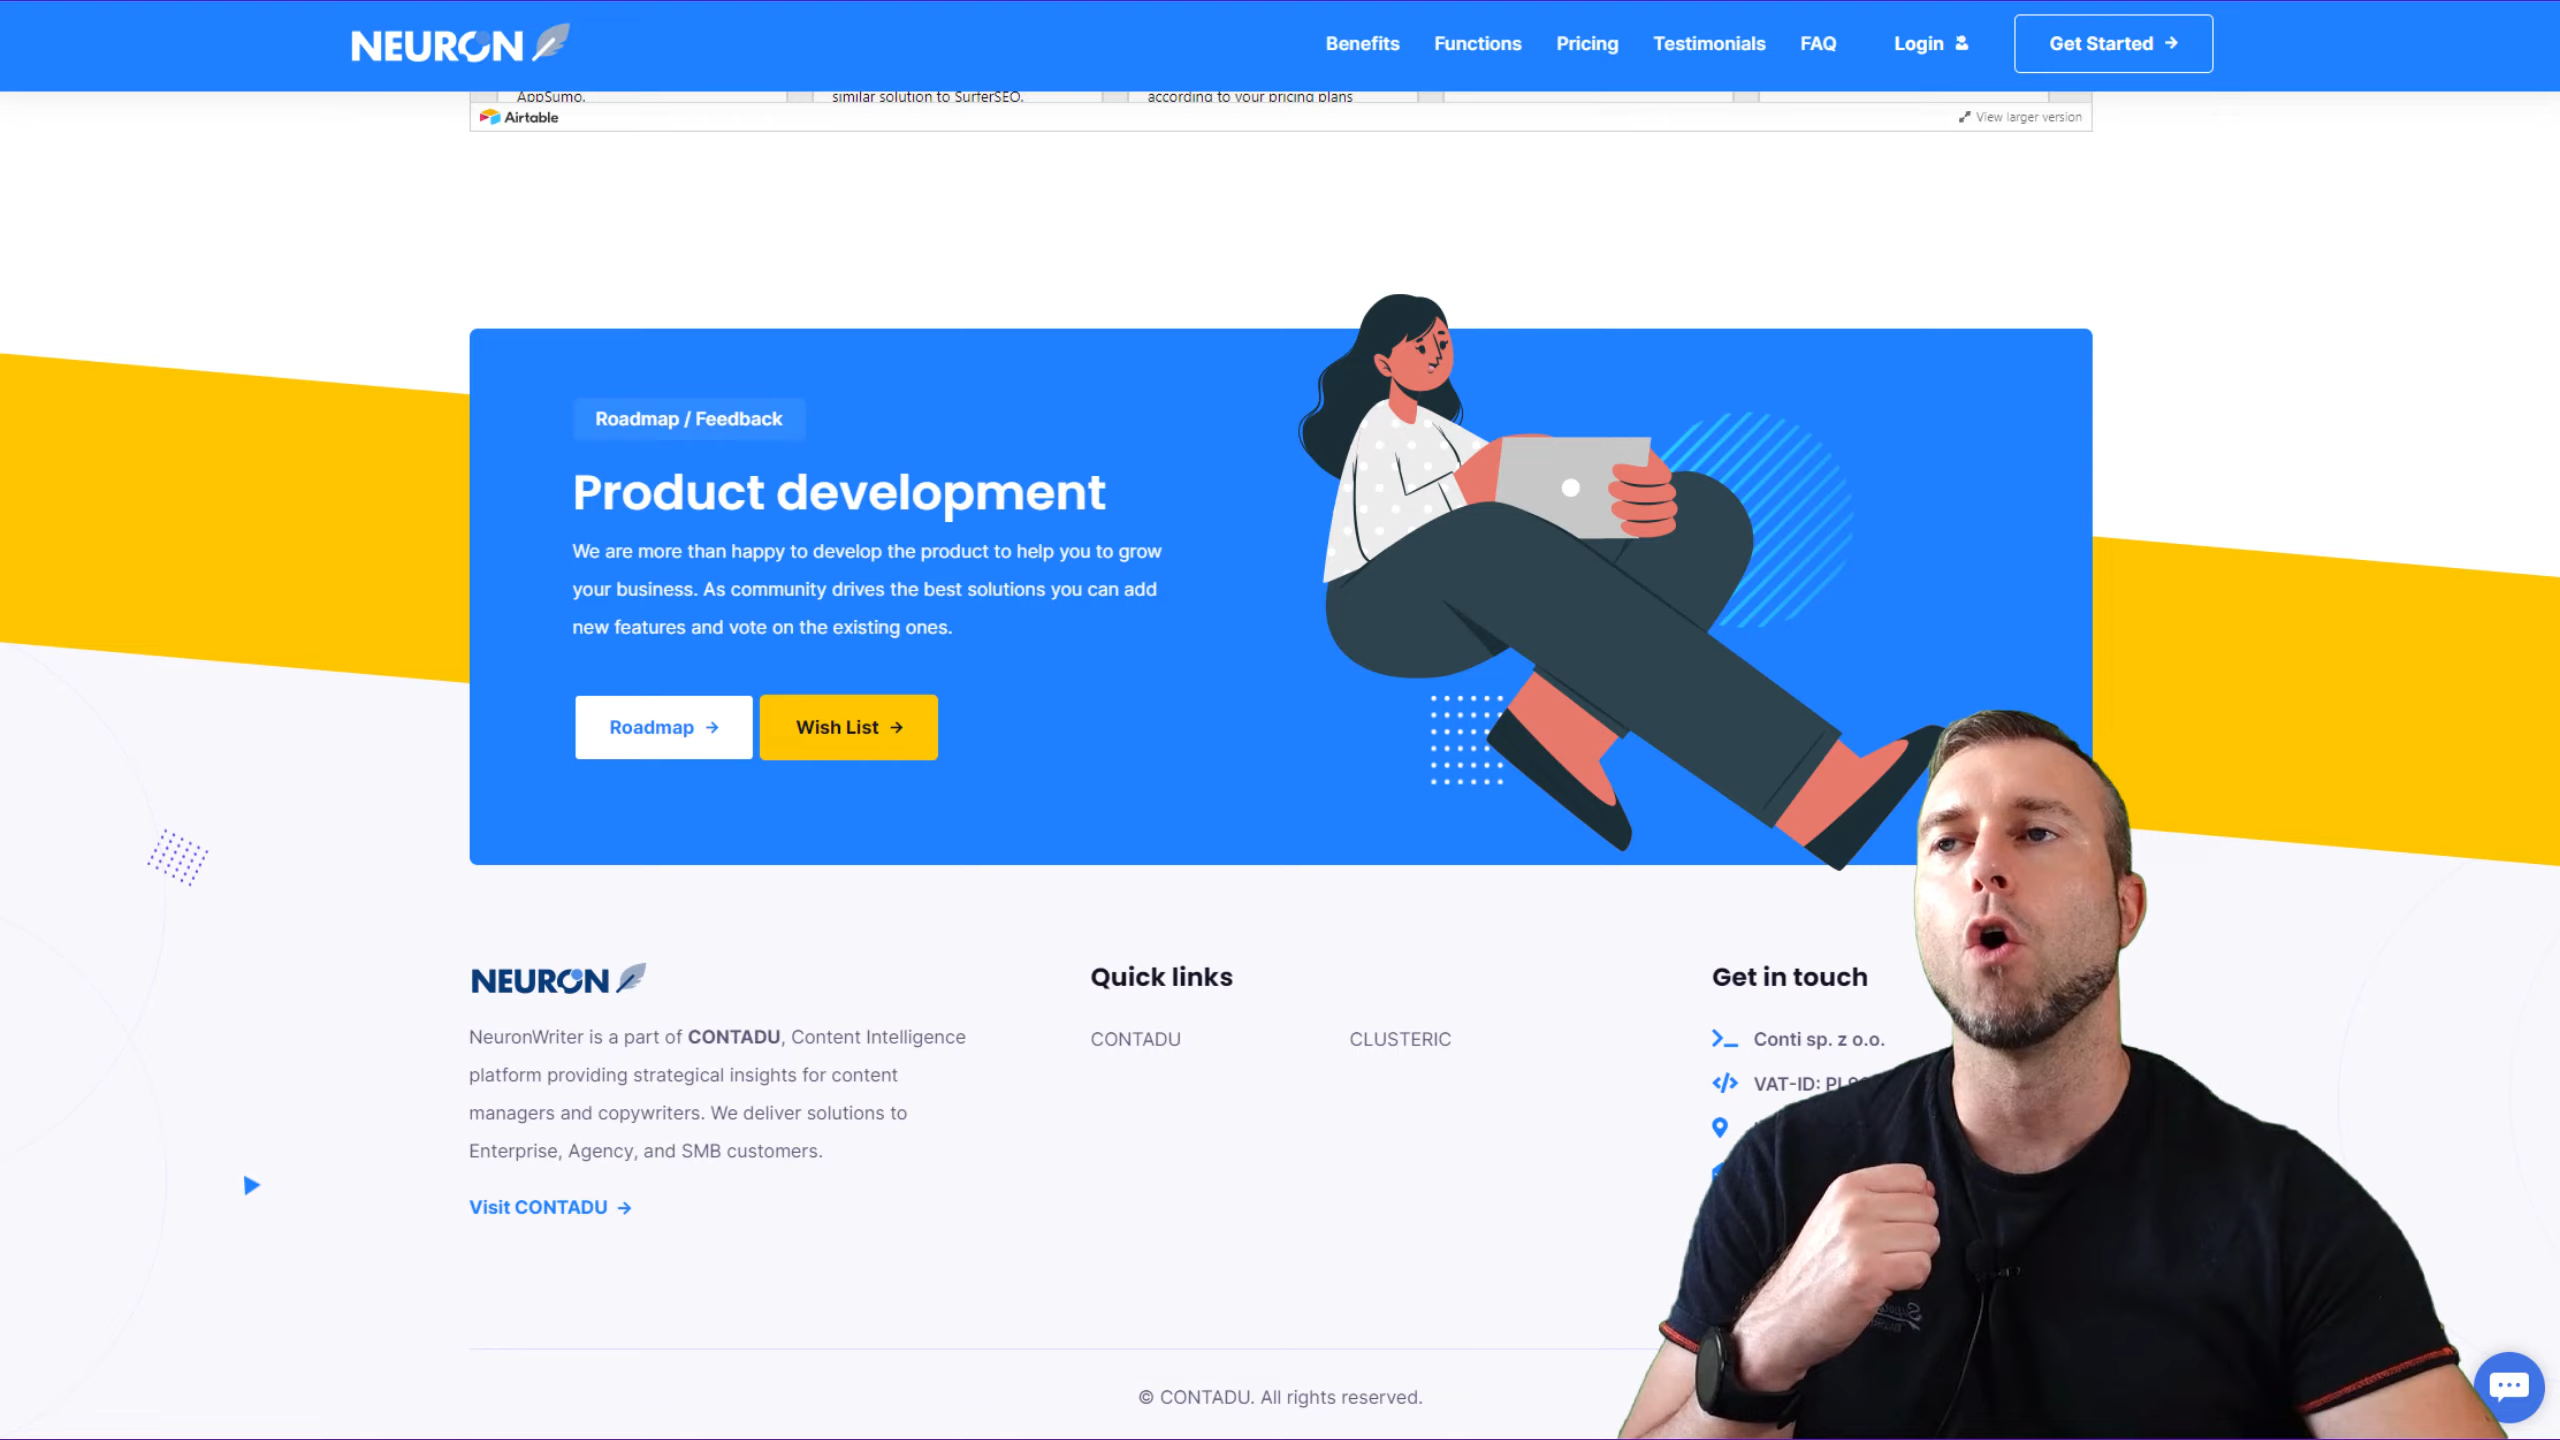 NEURON
Benefits
Functions
Pricing
Testimonials
FAQ
Login
Get Started
AppSumo.
similar solution to SurferSEO.
according to your pricing plans
Airtable
View larger version
Roadmap / Feedback
Product development
We are more than happy to develop the product to help you to grow
your business. As community drives the best solutions you can add
new features and vote on the existing ones.
Roadmap
Wish List
NEURON
NeuronWriter is a part of CONTADU, Content Intelligence
platform providing strategical insights for content
managers and copywriters. We deliver solutions to
Enterprise, Agency, and SMB customers.
Visit CONTADU
Quick links
CONTADU
CLUSTERIC
Get in touch
Conti sp. z o.o.
VAT-ID:
© CONTADU. All rights reserved.